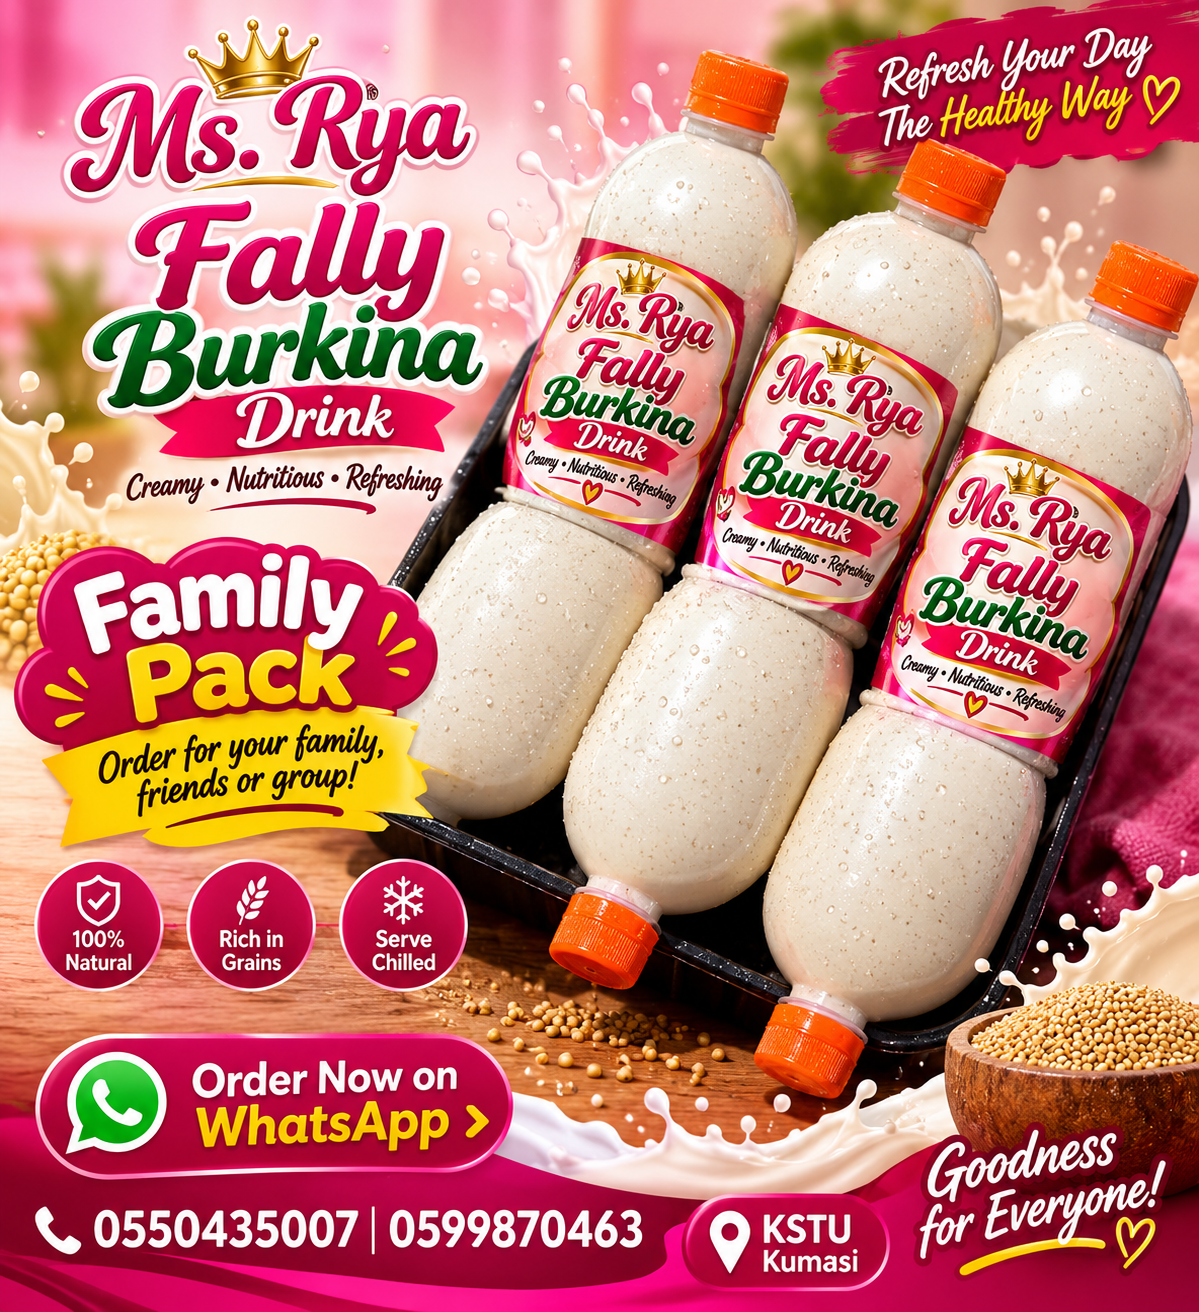 Ms. Rya
Fally
Burkina
Drink
Creamy • Nutritious • Refreshing
Refresh Your Day
The Healthy Way
Ms. Rya
Fally
Burkina
Drink
Creamy • Nutritious • Refreshing
Ms. Rya
Fally
Burkina
Drink
Creamy • Nutritious • Refreshing
Ms. Rya
Fally
Burkina
Drink
Creamy • Nutritious • Refreshing
Family
Pack
Order for your family,
friends or group!
100%
Natural
Rich in
Grains
Serve
Chilled
Order Now on
WhatsApp >
0550435007 | 0599870463
KSTU
Kumasi
Goodness
for Everyone!